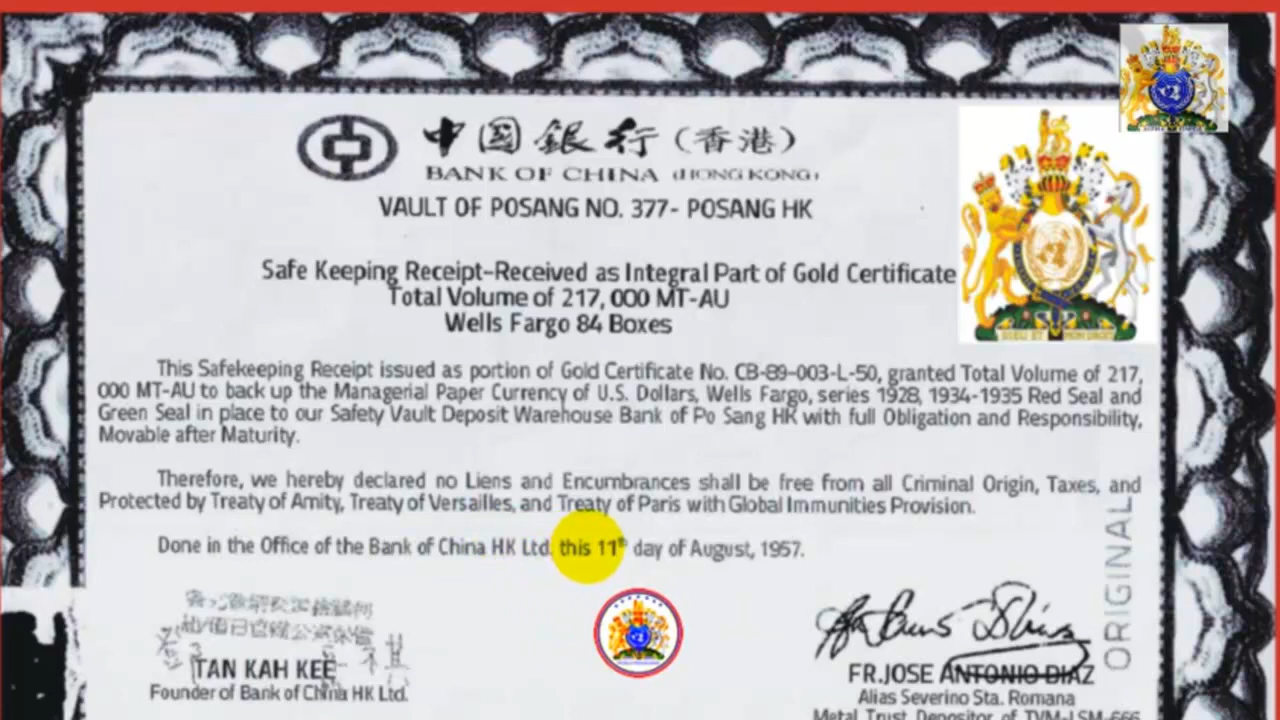 中國銀行(香港)
BANK OF CHINA (HONG KONG)
VAULT OF POSANG NO. 377- POSANG HK
Safe Keeping Receipt-Received as Integral Part of Gold Certificate
Total Volume of 217, 000 MT-AU
Wells Fargo 84 Boxes
This Safekeeping Receipt issued as portion of Gold Certificate No. CB-89-003-L-50, granted Total Volume of 217,
000 MT-AU to back up the Managerial Paper Currency of U.S. Dollars, Wells Fargo, series 1928, 1934-1935 Red Seal and
Green Seal in place to our Safety Vault Deposit Warehouse Bank of Po Sang HK with full Obligation and Responsibility,
Movable after Maturity.
Therefore, we hereby declared no Liens and Encumbrances shall be free from all Criminal Origin, Taxes, and
Protected by Treaty of Amity, Treaty of Versailles, and Treaty of Paris with Global Immunities Provision.
Done in the Office of the Bank of China HK Ltd. this 11th day of August, 1957.
ORIGINAL
TAN KAH KEE
Founder of Bank of China HK Ltd.
FR.JOSE ANTONIO DIAZ
Alias Severino Sta. Romana
Metal Trust Depositor of TVM-LSM-666